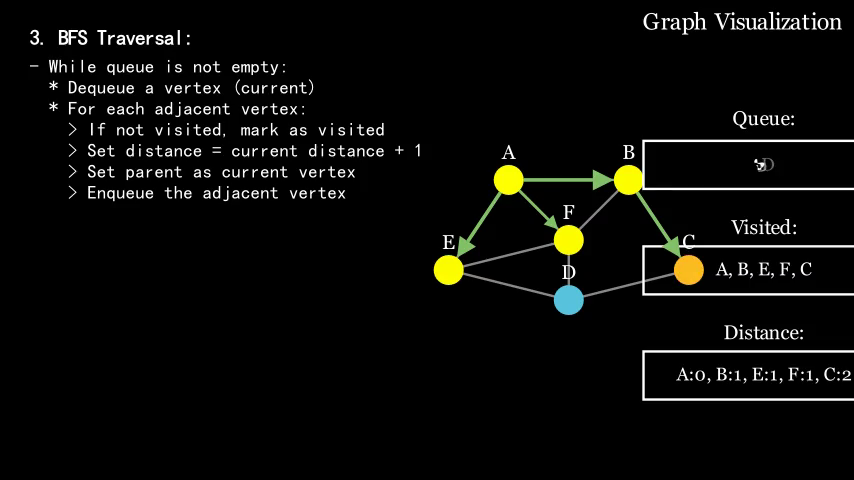 Graph Visualization
3. BFS Traversal:
- While queue is not empty:
* Dequeue a vertex (current)
* For each adjacent vertex:
> If not visited, mark as visited
> Set distance = current distance + 1
> Set parent as current vertex
> Enqueue the adjacent vertex
Queue:
A
B
F
E
C
D
Visited:
A, B, E, F, C
Distance:
A:0, B:1, E:1, F:1, C:2